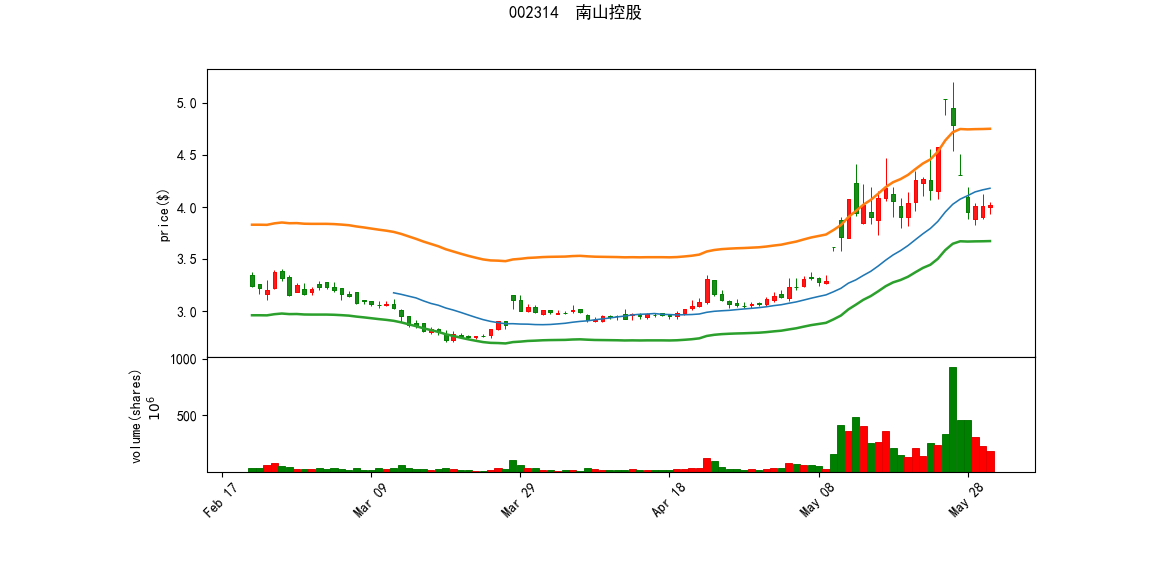 002314 南山控股
5.0
4.5
4.0
3.5
3.0
price($)
1000
500
volume(shares)
10^6
Feb 17
Mar 09
Mar 29
Apr 18
May 08
May 28